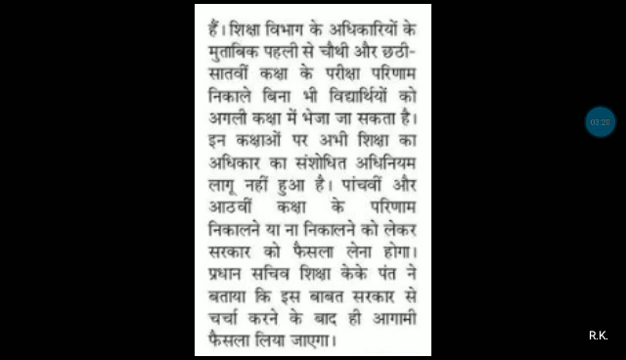 हैं। शिक्षा विभाग के अधिकारियों के
मुताबिक पहली से चौथी और छठी-
सातवीं कक्षा के परीक्षा परिणाम
निकाले बिना भी विद्यार्थियों को
अगली कक्षा में भेजा जा सकता है।
इन कक्षाओं पर अभी शिक्षा का
अधिकार का संशोधित अधिनियम
लागू नहीं हुआ है। पांचवीं और
आठवीं कक्षा के परिणाम
निकालने या ना निकालने को लेकर
सरकार को फैसला लेना होगा।
प्रधान सचिव शिक्षा केके पंत ने
बताया कि इस बाबत सरकार से
चर्चा करने के बाद ही आगामी
फैसला लिया जाएगा।
03:28
R.K.